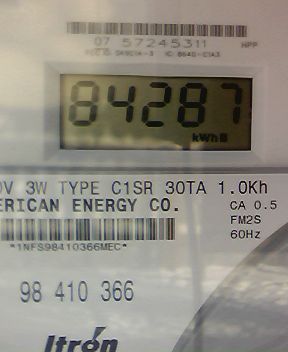 07 57245311 HPP
84287
kWh
0V 3W TYPE C1SR 30TA 1.0Kh
ERICAN ENERGY CO. CA 0.5
FM2S
60Hz
*1NFS98410366MEC*
98 410 366
Itron